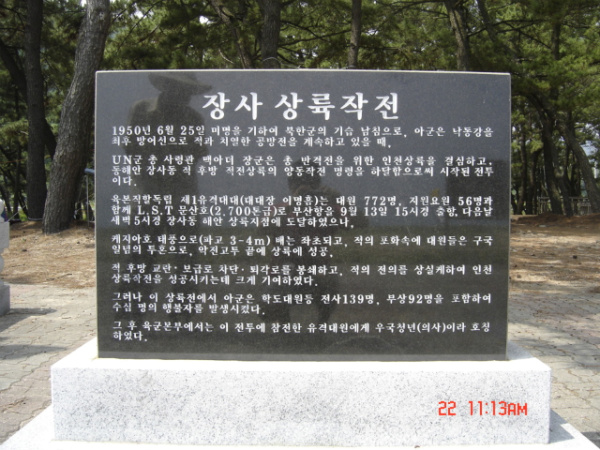 장사 상륙작전
1950년 6월 25일 미명을 기하여 북한군의 기습 남침으로, 아군은 낙동강을
최후 방어선으로 적과 치열한 공방전을 계속하고 있을 때,
UN군 총 사령관 맥아더 장군은 총 반격전을 위한 인천상륙을 결심하고,
동해안 장사동 적 후방 적전상륙의 양동작전 명령을 하달함으로써 시작된 전투
이다.
육본직할독립 제1유격대대(대대장 이명흠)는 대원 772명, 지원요원 56명과
함께 L.S.T 문산호(2,700톤급)로 부산항을 9월 13일 15시경 출항, 다음날
새벽 5시경 장사동 해안 상륙지점에 도달하였으나,
케지아호 태풍으로(파고 3-4m) 배는 좌초되고, 적의 포화속에 대원들은 구국
일념의 투혼으로, 악전고투 끝에 상륙에 성공,
적 후방 교란·보급로 차단·퇴각로를 봉쇄하고, 적의 전의를 상실케하여 인천
상륙작전을 성공시키는데 크게 기여하였다.
그러나 이 상륙전에서 아군은 학도대원등 전사139명, 부상92명을 포함하여
수십 명의 행불자를 발생시켰다.
그 후 육군본부에서는 이 전투에 참전한 유격대원에게 우국청년(의사)이라 호칭
하였다.
22 11:13AM